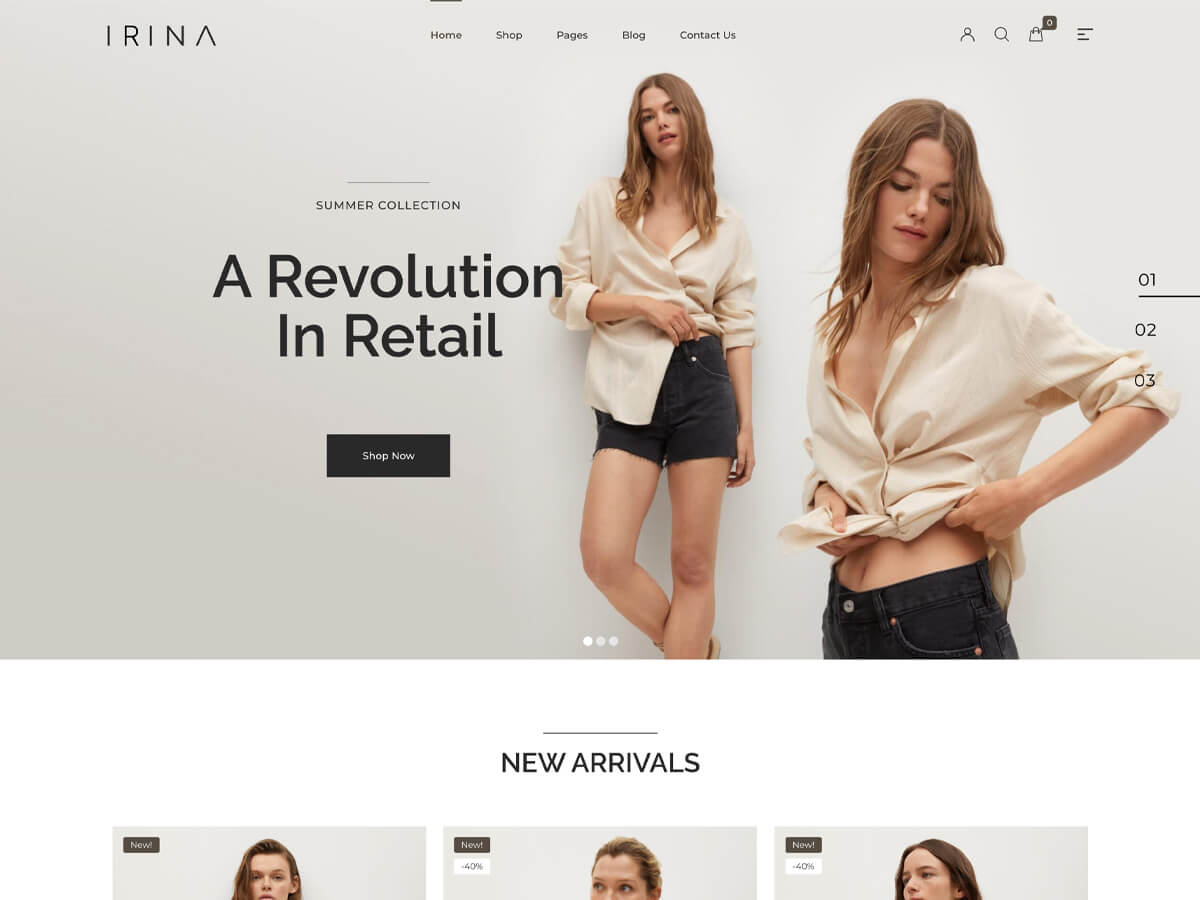 IRINA
Home
Shop
Pages
Blog
Contact Us
0
SUMMER COLLECTION
A Revolution
In Retail
Shop Now
01
02
03
NEW ARRIVALS
New!
New!
-40%
New!
-40%